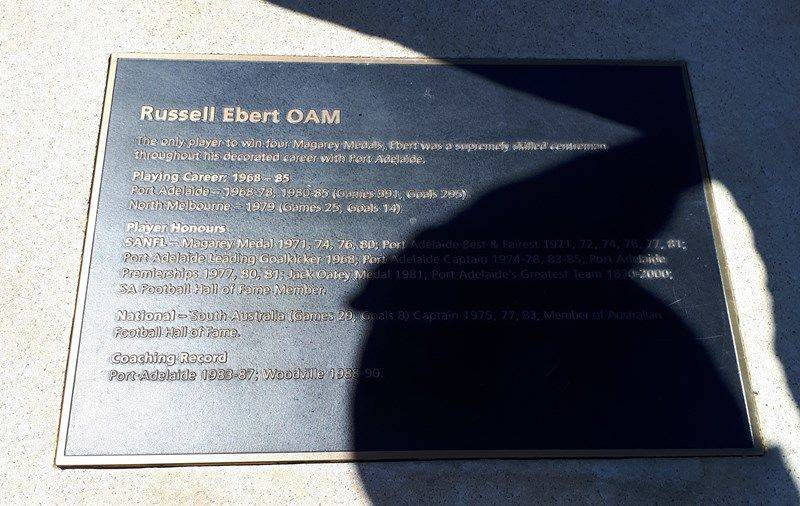 Russell Ebert OAM
The only player to win four Magarey Medals, Ebert was a supremely skilled centreman
throughout his decorated career with Port Adelaide.
Playing Career: 1968 – 85
Port Adelaide – 1968-78, 1980-85 (Games 391, Goals 295)
North Melbourne – 1979 (Games 25, Goals 14)
Player Honours
SANFL – Magarey Medal 1971, 74, 76, 80; Port Adelaide Best & Fairest 1971, 72, 74, 76, 77, 81;
Port Adelaide Leading Goalkicker 1968; Port Adelaide Captain 1974-78, 83-85; Port Adelaide
Premierships 1977, 80, 81; Jack Oatey Medal 1981; Port Adelaide's Greatest Team 1870-2000;
SA Football Hall of Fame Member.
National – South Australia (Games 29, Goals 8) Captain 1975, 77, 83, Member of Australian
Football Hall of Fame.
Coaching Record
Port Adelaide 1983-87; Woodville 1988-90.